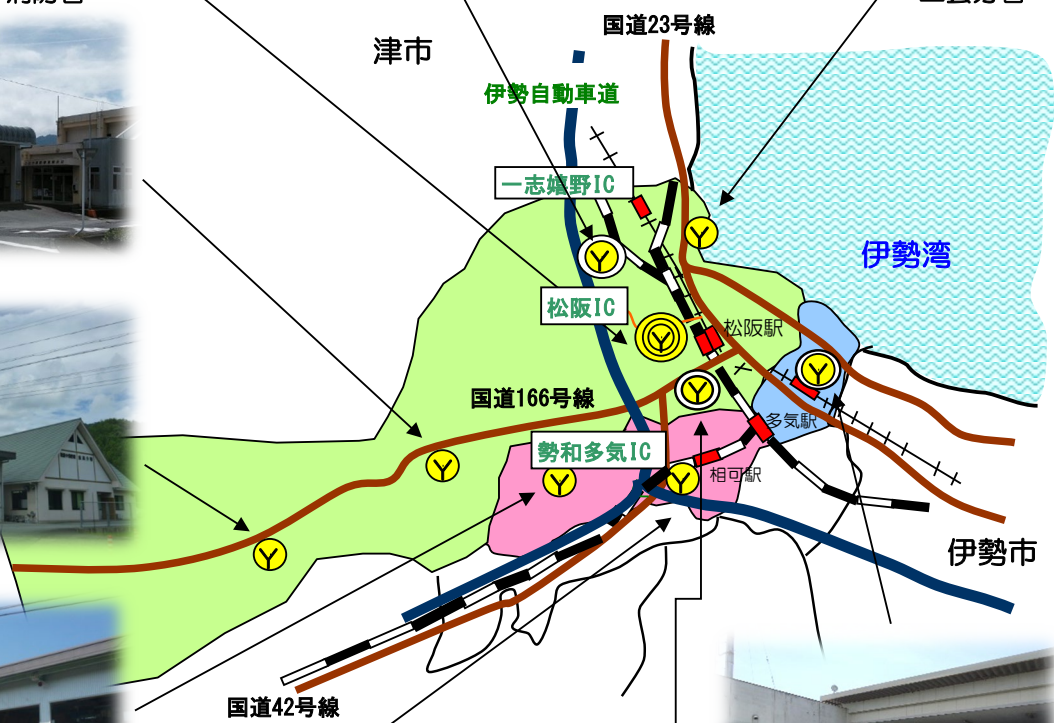 国道23号線
津市
伊勢自動車道
一志嬉野IC
伊勢湾
松阪IC
松阪駅
国道166号線
多気駅
勢和多気IC
相可駅
伊勢市
国道42号線